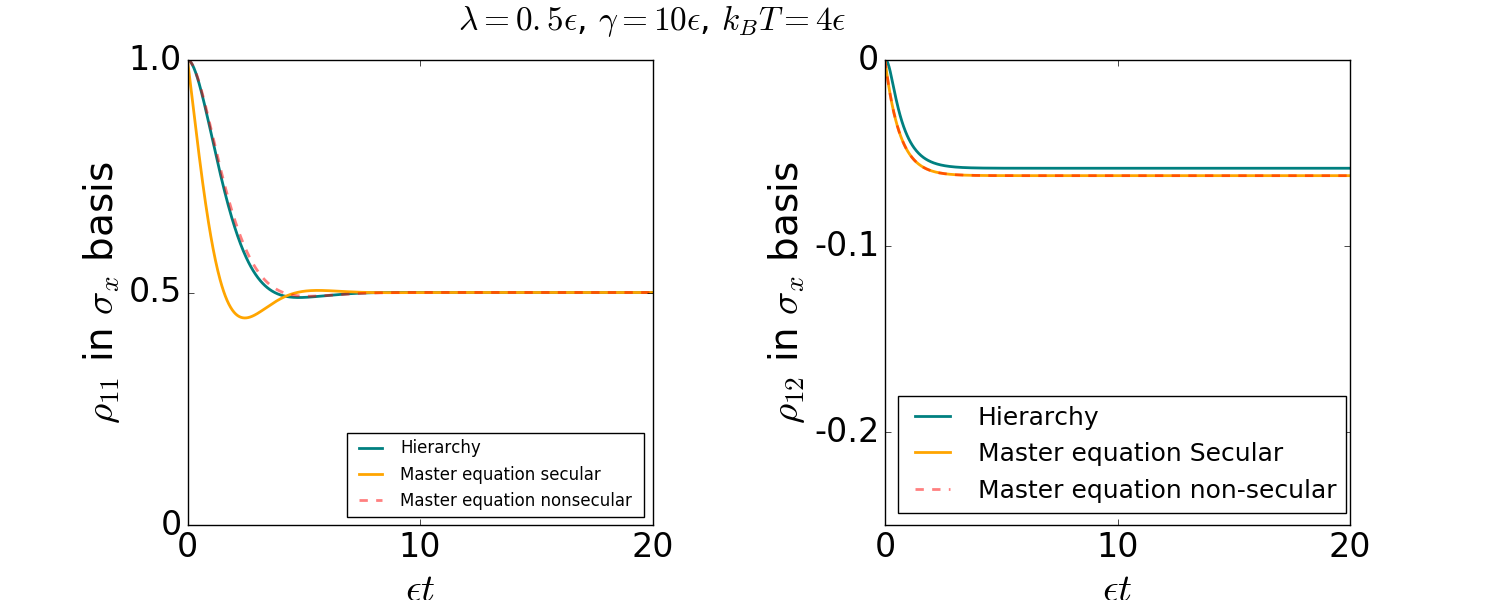 λ = 0.5ϵ, γ = 10ϵ, k_BT = 4ϵ
1.0
0.5
0
0
10
20
ρ₁₁ in σₓ basis
ϵt
Hierarchy
Master equation secular
Master equation nonsecular
0
-0.1
-0.2
0
10
20
ρ₁₂ in σₓ basis
ϵt
Hierarchy
Master equation Secular
Master equation non-secular